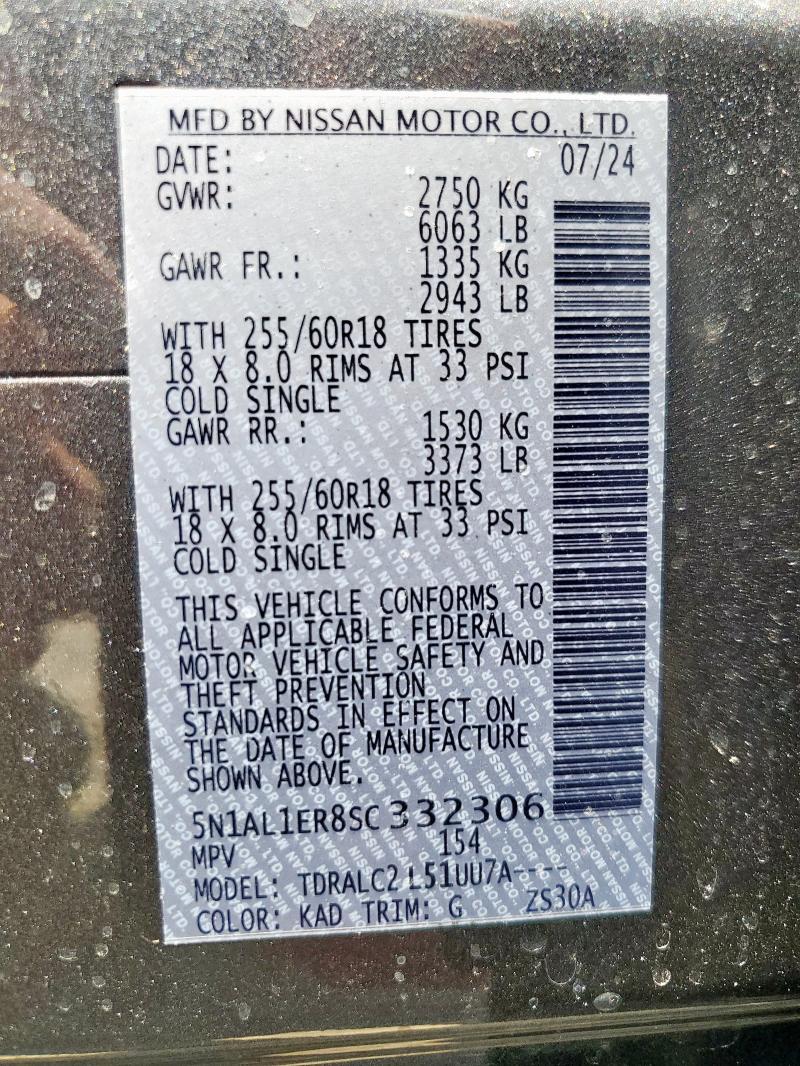 MFD BY NISSAN MOTOR CO., LTD.
DATE: 07/24
GVWR: 2750 KG
6063 LB
GAWR FR.: 1335 KG
2943 LB
WITH 255/60R18 TIRES
18 X 8.0 RIMS AT 33 PSI
COLD SINGLE
GAWR RR.: 1530 KG
3373 LB
WITH 255/60R18 TIRES
18 X 8.0 RIMS AT 33 PSI
COLD SINGLE
THIS VEHICLE CONFORMS TO
ALL APPLICABLE FEDERAL
MOTOR VEHICLE SAFETY AND
THEFT PREVENTION
STANDARDS IN EFFECT ON
THE DATE OF MANUFACTURE
SHOWN ABOVE.
5N1AL1ER8SC 332306
MPV 154
MODEL: TDRALC2 L51UU7A----
COLOR: KAD TRIM: G ZS30A